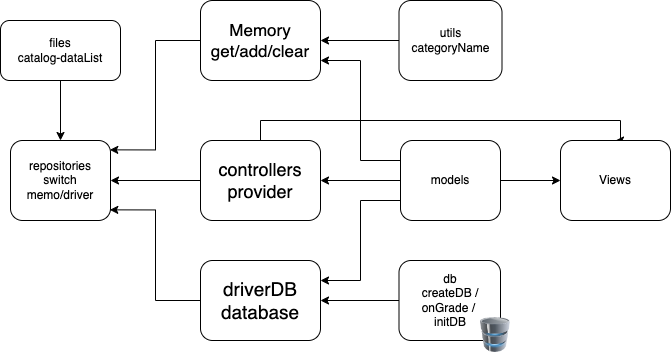 files
catalog-dataList
Memory
get/add/clear
utils
categoryName
repositories
switch
memo/driver
controllers
provider
models
Views
driverDB
database
db
createDB /
onGrade /
initDB